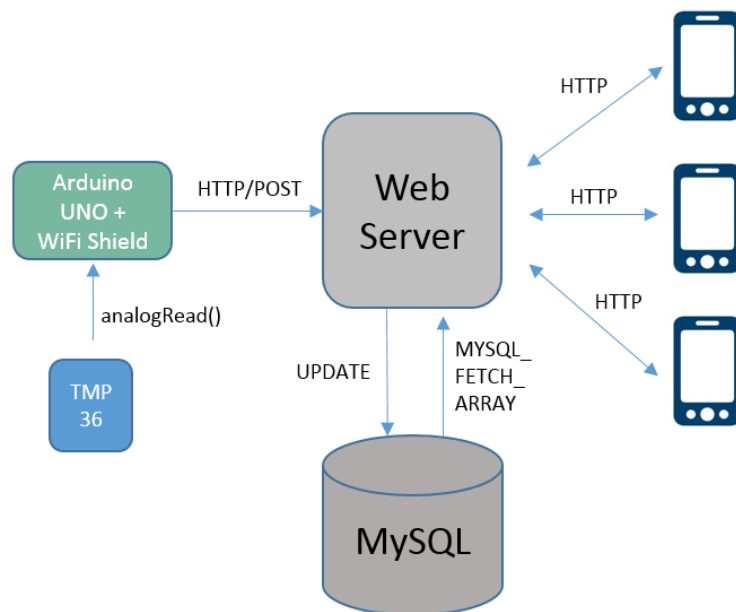 HTTP
Arduino
UNO +
WiFi Shield
HTTP/POST
Web
Server
HTTP
analogRead()
HTTP
TMP
36
UPDATE
MYSQL_
FETCH_
ARRAY
MySQL